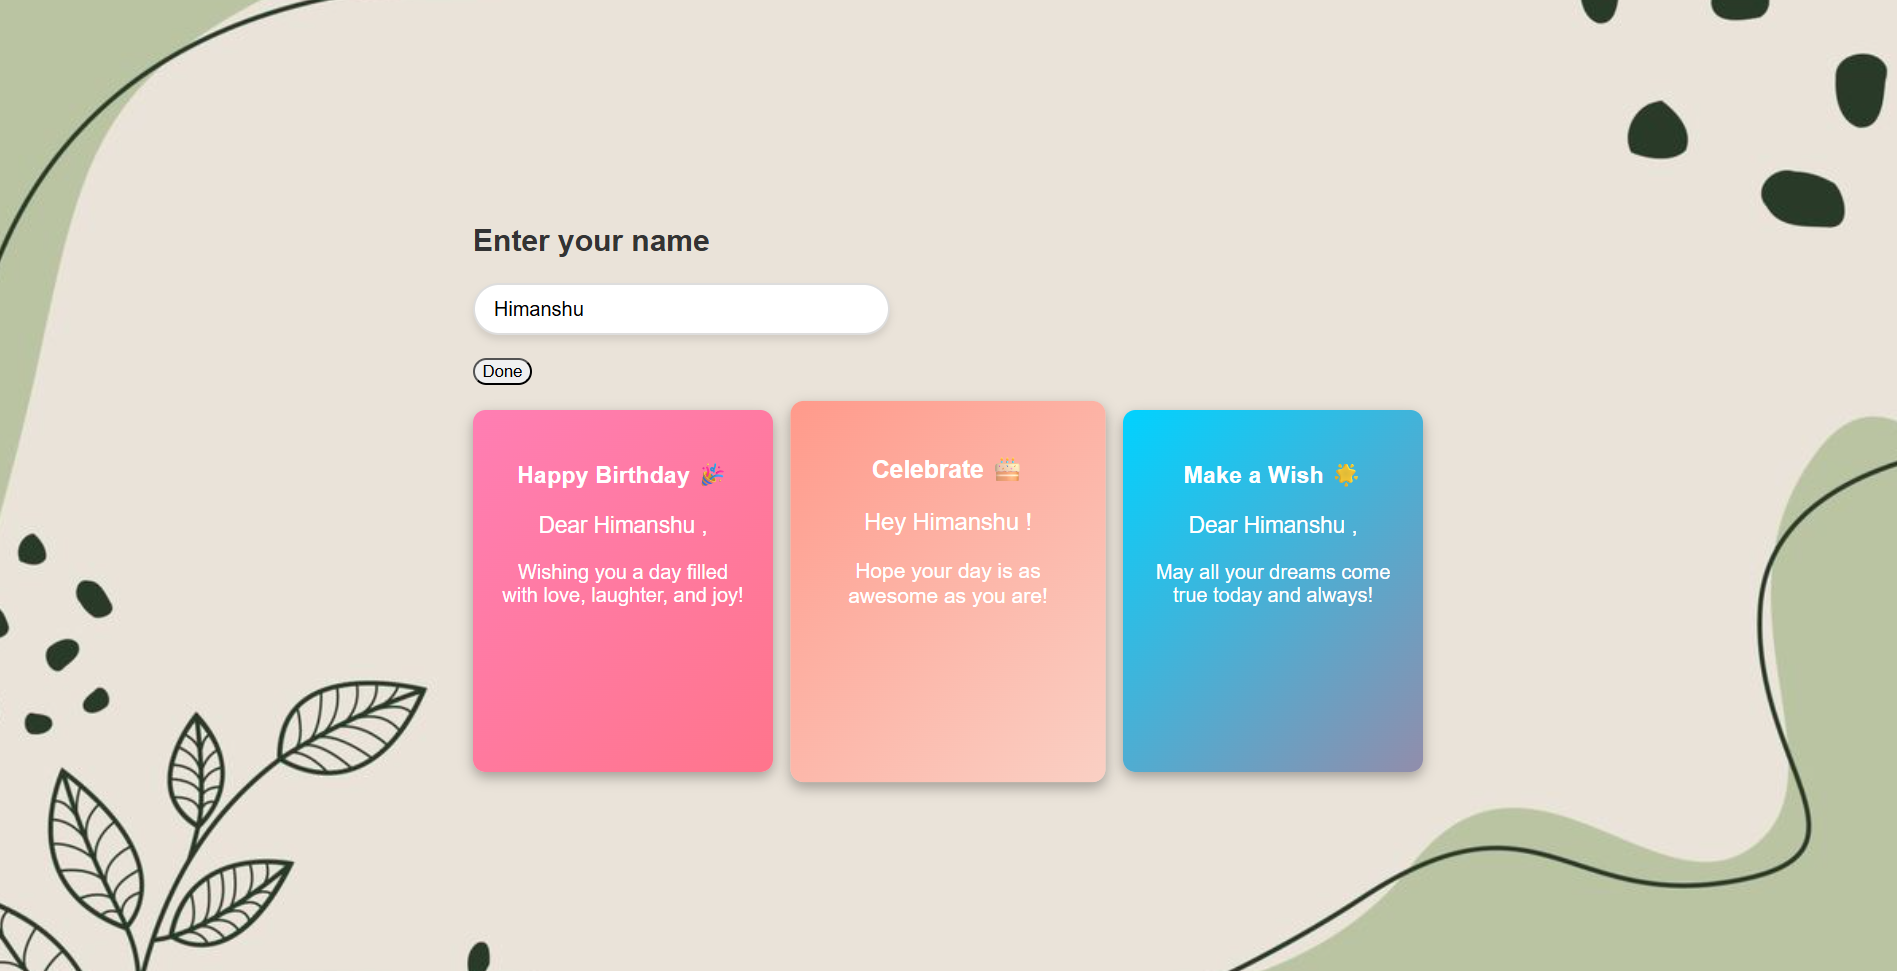 Enter your name
Himanshu
Done
Happy Birthday 🎉
Dear Himanshu ,
Wishing you a day filled
with love, laughter, and joy!
Celebrate 🎂
Hey Himanshu !
Hope your day is as
awesome as you are!
Make a Wish 🌟
Dear Himanshu ,
May all your dreams come
true today and always!